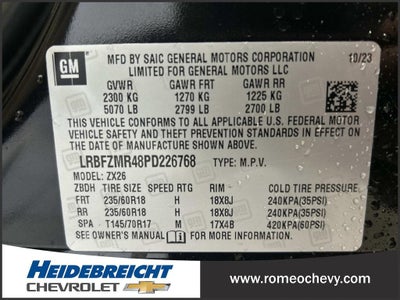 GM
MFD BY SAIC GENERAL MOTORS CORPORATION
LIMITED FOR GENERAL MOTORS LLC
10/23
GVWR GAWR FRT GAWR RR
2300 KG 1270 KG 1225 KG
5070 LB 2799 LB 2700 LB
THIS VEHICLE CONFORMS TO ALL APPLICABLE U.S. FEDERAL
MOTOR VEHICLE SAFETY, BUMPER, AND THEFT PREVENTION
STANDARDS IN EFFECT ON THE DATE OF MANUFACTURE SHOWN ABOVE.
LRBFZMR48PD226768 TYPE: M.P.V.
MODEL: ZX26
ZBDH TIRE SIZE SPEED RTG RIM COLD TIRE PRESSURE
FRT 235/60R18 H 18X8J 240KPA(35PSI)
RR 235/60R18 H 18X8J 240KPA(35PSI)
SPA T145/70R17 M 17X4B 420KPA(60PSI)
SEE OWNER'S MANUAL FOR MORE INFORMATION.
HEIDEBREICHT
CHEVROLET
www.romeochevy.com